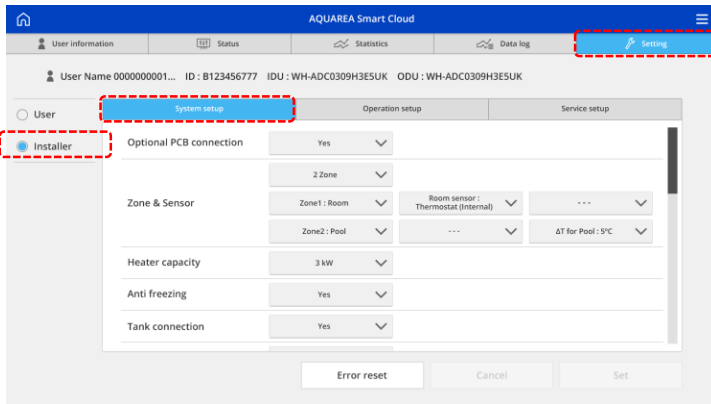 AQUAREA Smart Cloud
User information
Status
Statistics
Data log
Setting
User Name 0000000001... ID : B123456777 IDU : WH-ADC0309H3E5UK ODU : WH-ADC0309H3E5UK
User
Installer
System setup
Operation setup
Service setup
Optional PCB connection
Yes
2 Zone
Zone & Sensor
Zone1 : Room
Room sensor :
Thermostat (Internal)
---
Zone2 : Pool
---
ΔT for Pool : 5ºC
Heater capacity
3 kW
Anti freezing
Yes
Tank connection
Yes
Error reset
Cancel
Set